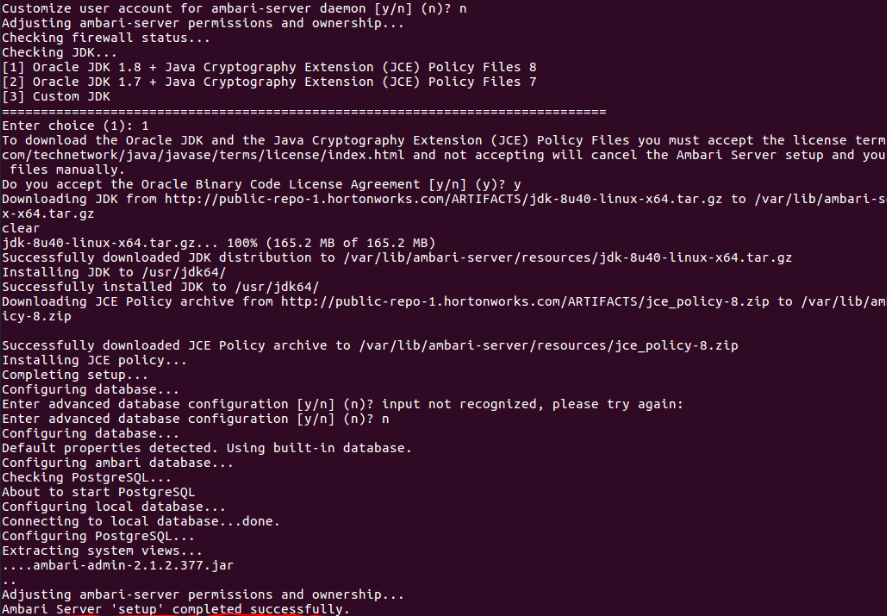 Customize user account for ambari-server daemon [y/n] (n)? n
Adjusting ambari-server permissions and ownership...
Checking firewall status...
Checking JDK...
[1] Oracle JDK 1.8 + Java Cryptography Extension (JCE) Policy Files 8
[2] Oracle JDK 1.7 + Java Cryptography Extension (JCE) Policy Files 7
[3] Custom JDK
==============================================================================
Enter choice (1): 1
To download the Oracle JDK and the Java Cryptography Extension (JCE) Policy Files you must accept the license term
com/technetwork/java/javase/terms/license/index.html and not accepting will cancel the Ambari Server setup and you
 files manually.
Do you accept the Oracle Binary Code License Agreement [y/n] (y)? y
Downloading JDK from http://public-repo-1.hortonworks.com/ARTIFACTS/jdk-8u40-linux-x64.tar.gz to /var/lib/ambari-s
x-x64.tar.gz
clear
jdk-8u40-linux-x64.tar.gz... 100% (165.2 MB of 165.2 MB)
Successfully downloaded JDK distribution to /var/lib/ambari-server/resources/jdk-8u40-linux-x64.tar.gz
Installing JDK to /usr/jdk64/
Successfully installed JDK to /usr/jdk64/
Downloading JCE Policy archive from http://public-repo-1.hortonworks.com/ARTIFACTS/jce_policy-8.zip to /var/lib/am
icy-8.zip
Successfully downloaded JCE Policy archive to /var/lib/ambari-server/resources/jce_policy-8.zip
Installing JCE policy...
Completing setup...
Configuring database...
Enter advanced database configuration [y/n] (n)? input not recognized, please try again:
Enter advanced database configuration [y/n] (n)? n
Configuring database...
Default properties detected. Using built-in database.
Configuring ambari database...
Checking PostgreSQL...
About to start PostgreSQL
Configuring local database...
Connecting to local database...done.
Configuring PostgreSQL...
Extracting system views...
....ambari-admin-2.1.2.377.jar
..
Adjusting ambari-server permissions and ownership...
Ambari Server 'setup' completed successfully.